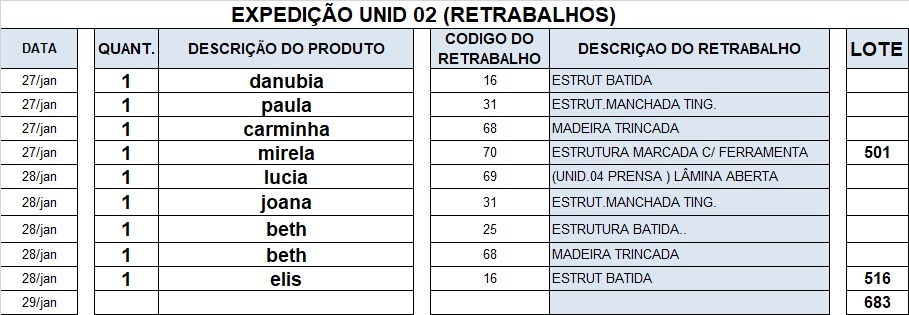 EXPEDIÇÃO UNID 02 (RETRABALHOS)
DATA QUANT. DESCRIÇÃO DO PRODUTO CODIGO DO RETRABALHO DESCRIÇAO DO RETRABALHO LOTE
27/jan 1 danubia 16 ESTRUT BATIDA
27/jan 1 paula 31 ESTRUT.MANCHADA TING.
27/jan 1 carminha 68 MADEIRA TRINCADA
27/jan 1 mirela 70 ESTRUTURA MARCADA C/ FERRAMENTA 501
28/jan 1 lucia 69 (UNID.04 PRENSA ) LÂMINA ABERTA
28/jan 1 joana 31 ESTRUT.MANCHADA TING.
28/jan 1 beth 25 ESTRUTURA BATIDA..
28/jan 1 beth 68 MADEIRA TRINCADA
28/jan 1 elis 16 ESTRUT BATIDA 516
29/jan 683